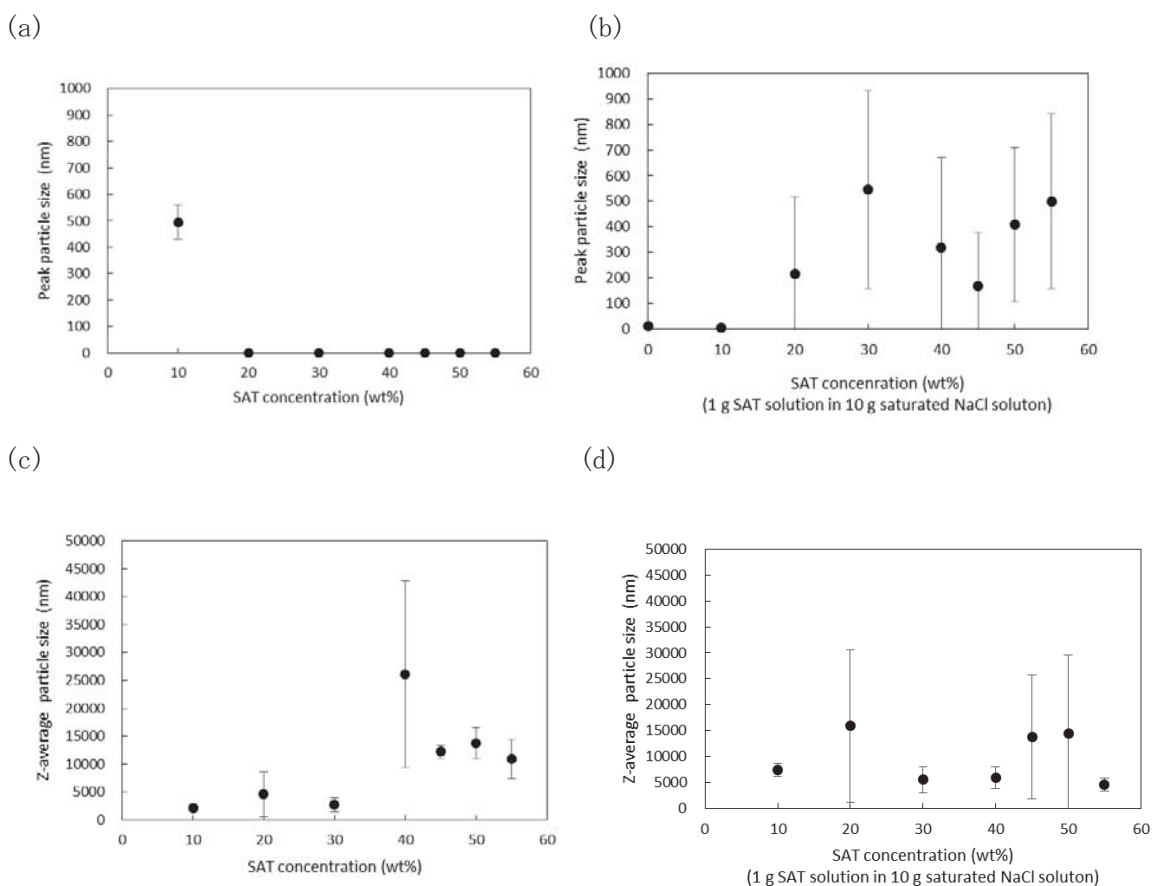 (a)
1000
900
800
700
600
500
400
300
200
100
0
Peak particle size (nm)
0 10 20 30 40 50 60
SAT concentration (wt%)
(b)
1000
900
800
700
600
500
400
300
200
100
0
Peak particle size (nm)
0 10 20 30 40 50 60
SAT concenration (wt%)
(1 g SAT solution in 10 g saturated NaCl soluton)
(c)
50000
45000
40000
35000
30000
25000
20000
15000
10000
5000
0
Z-average particle size (nm)
0 10 20 30 40 50 60
SAT concentration (wt%)
(d)
50000
45000
40000
35000
30000
25000
20000
15000
10000
5000
0
Z-average particle size (nm)
0 10 20 30 40 50 60
SAT concentration (wt%)
(1 g SAT solution in 10 g saturated NaCl soluton)